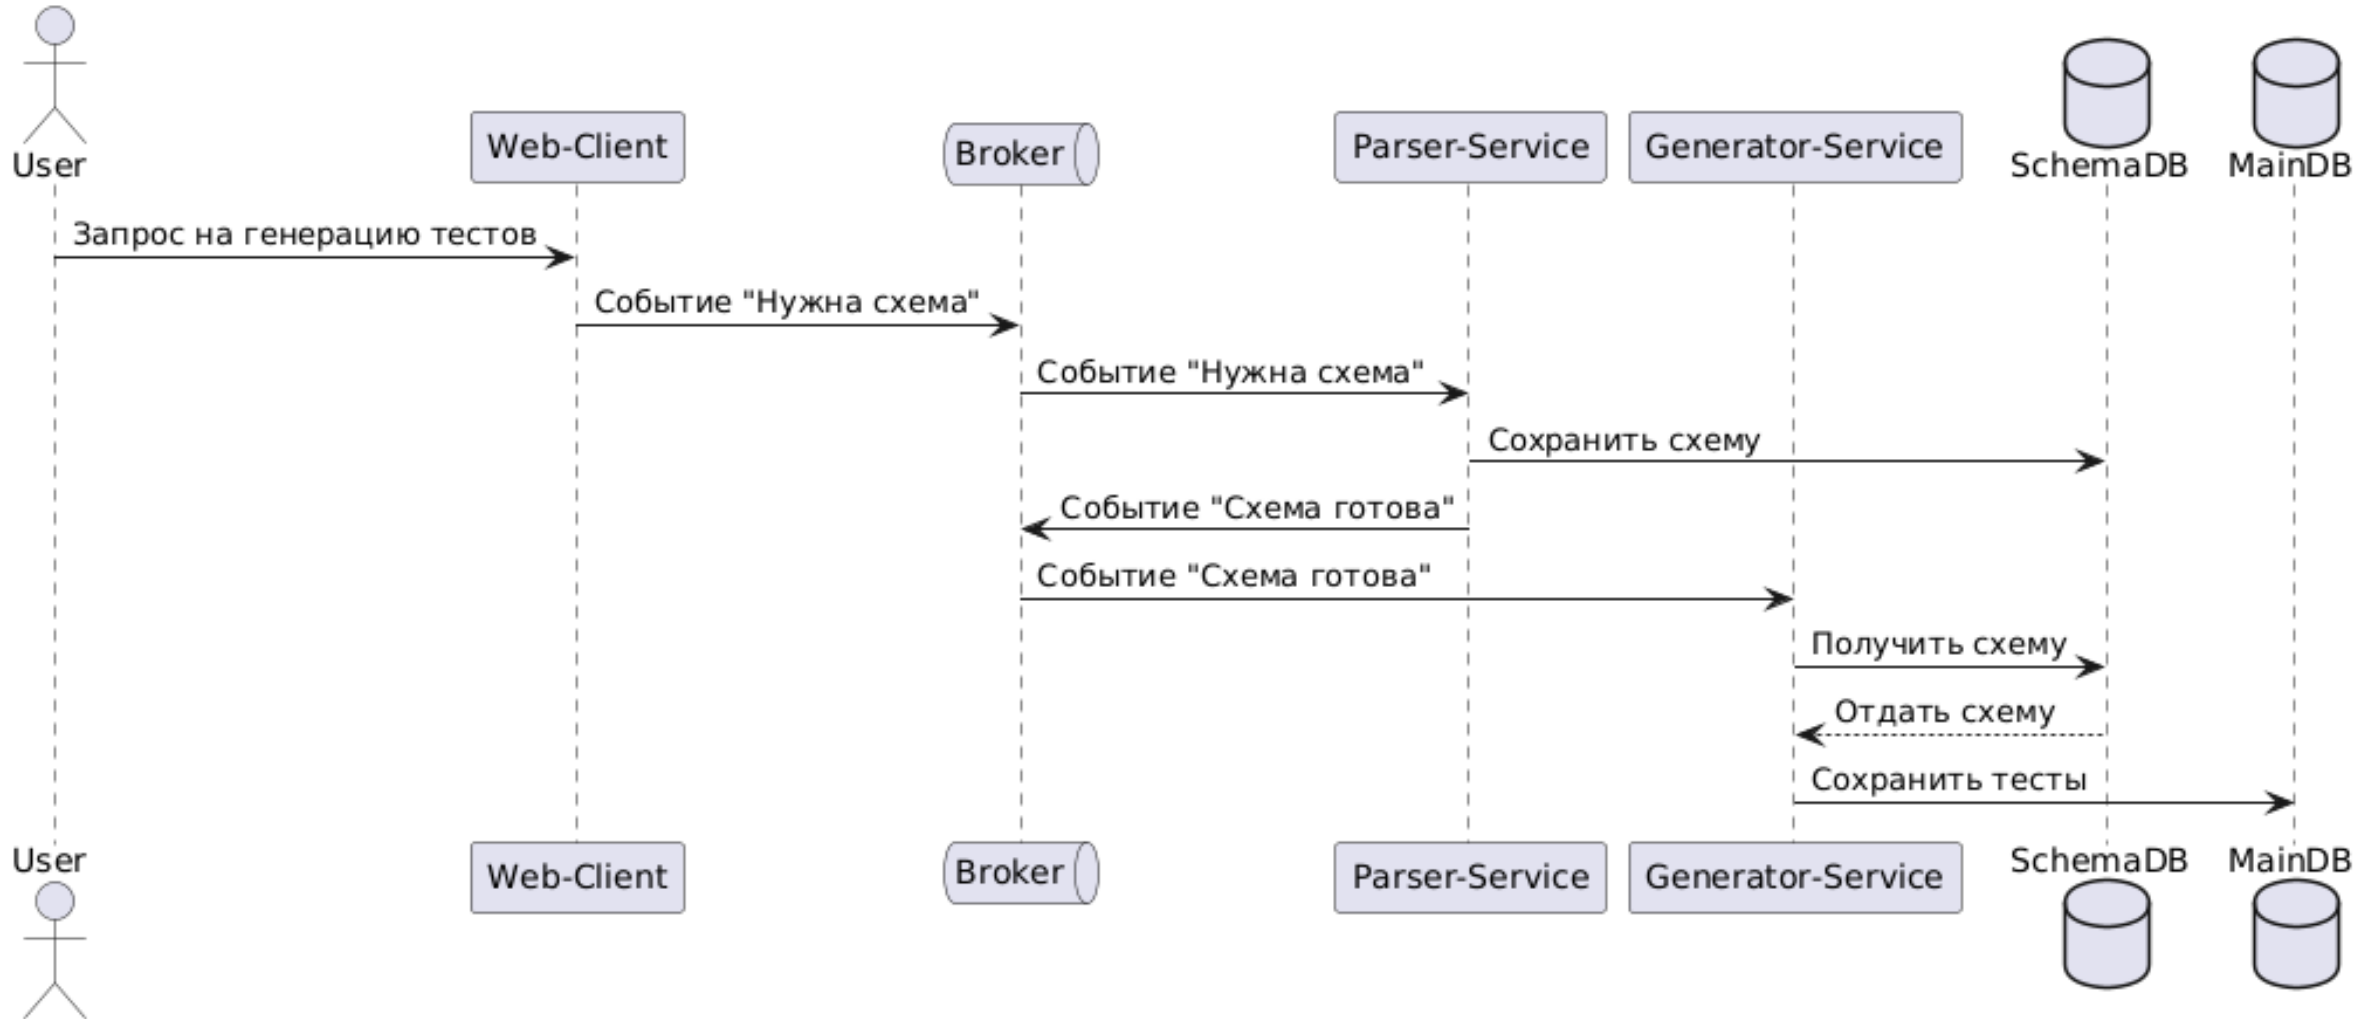 User
Web-Client
Broker
Parser-Service
Generator-Service
SchemaDB
MainDB
Запрос на генерацию тестов
Событие "Нужна схема"
Событие "Нужна схема"
Сохранить схему
Событие "Схема готова"
Событие "Схема готова"
Получить схему
Отдать схему
Сохранить тесты
User
Web-Client
Broker
Parser-Service
Generator-Service
SchemaDB
MainDB